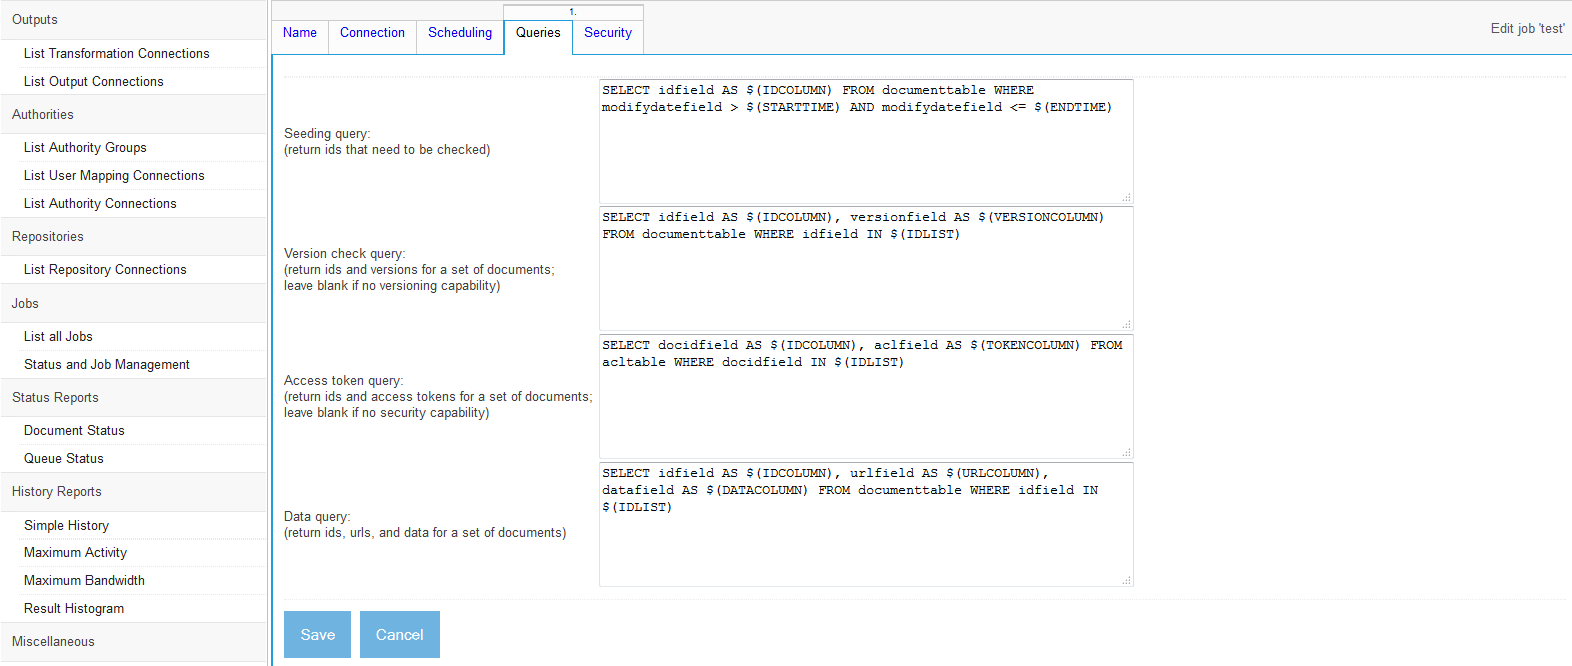 Outputs
List Transformation Connections
List Output Connections
Authorities
List Authority Groups
List User Mapping Connections
List Authority Connections
Repositories
List Repository Connections
Jobs
List all Jobs
Status and Job Management
Status Reports
Document Status
Queue Status
History Reports
Simple History
Maximum Activity
Maximum Bandwidth
Result Histogram
Miscellaneous
1.
Name Connection Scheduling Queries Security
Edit job 'test'
Seeding query:
(return ids that need to be checked)
SELECT idfield AS $(IDCOLUMN) FROM documenttable WHERE
modifydatefield > $(STARTTIME) AND modifydatefield <= $(ENDTIME)
Version check query:
(return ids and versions for a set of documents;
leave blank if no versioning capability)
SELECT idfield AS $(IDCOLUMN), versionfield AS $(VERSIONCOLUMN)
FROM documenttable WHERE idfield IN $(IDLIST)
Access token query:
(return ids and access tokens for a set of documents;
leave blank if no security capability)
SELECT docidfield AS $(IDCOLUMN), aclfield AS $(TOKENCOLUMN) FROM
acltable WHERE docidfield IN $(IDLIST)
Data query:
(return ids, urls, and data for a set of documents)
SELECT idfield AS $(IDCOLUMN), urlfield AS $(URLCOLUMN),
datafield AS $(DATACOLUMN) FROM documenttable WHERE idfield IN
$(IDLIST)
Save Cancel